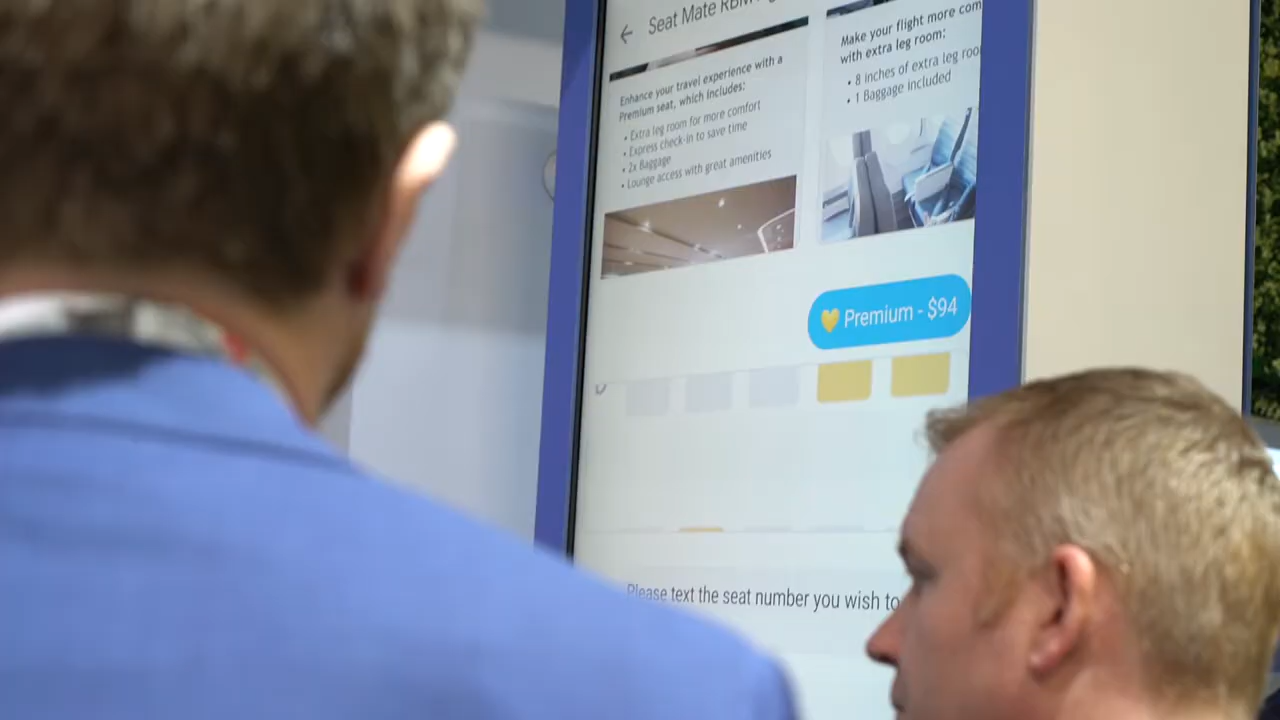 Seat Mate RBM
Enhance your travel experience with a
Premium seat, which includes:
• Extra leg room for more comfort
• Express check-in to save time
• 2x Baggage
• Lounge access with great amenities
Make your flight more com
with extra leg room:
• 8 inches of extra leg roo
• 1 Baggage included
💛 Premium - $94
Please text the seat number you wish to